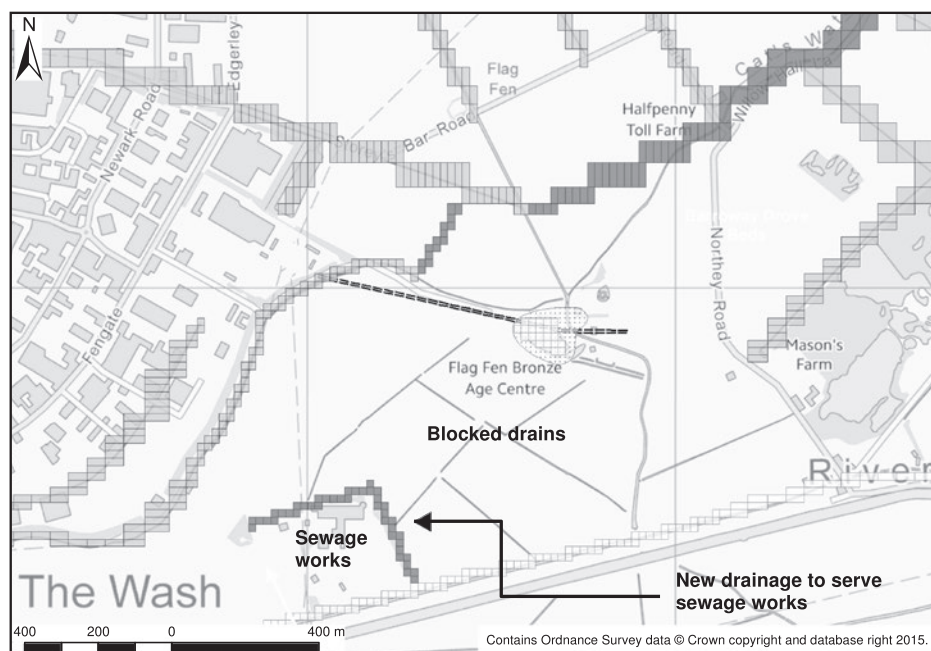 N
Edgerley
Newark Road
Flag
Fen
Bar Road
Halfpenny
Toll Farm
Cat's Wa
Northey Road
Fengate
Mason's
Farm
Flag Fen Bronze
Age Centre
Blocked drains
River
Sewage
works
The Wash
New drainage to serve
sewage works
400 200 0 400 m
Contains Ordnance Survey data © Crown copyright and database right 2015.